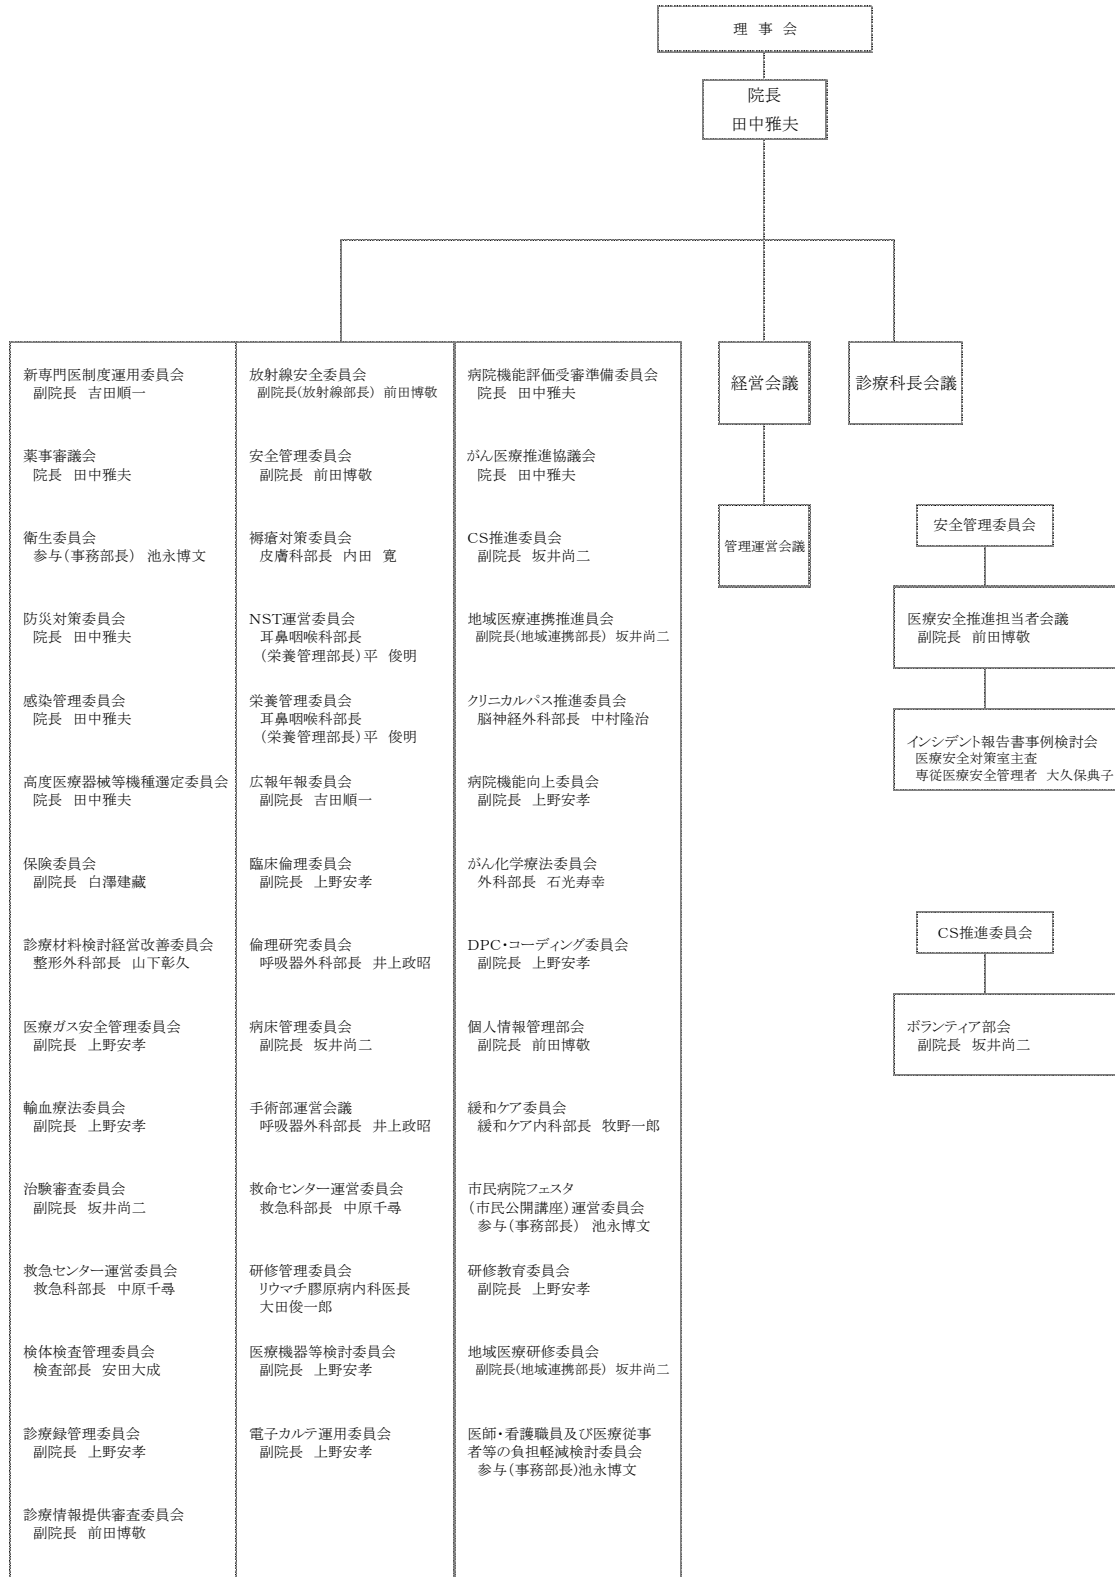 理 事 会
院長
田中雅夫
新専門医制度運用委員会
副院長 吉田順一
薬事審議会
院長 田中雅夫
衛生委員会
参与(事務部長) 池永博文
防災対策委員会
院長 田中雅夫
感染管理委員会
院長 田中雅夫
高度医療器械等機種選定委員会
院長 田中雅夫
保険委員会
副院長 白澤建藏
診療材料検討経営改善委員会
整形外科部長 山下彰久
医療ガス安全管理委員会
副院長 上野安孝
輸血療法委員会
副院長 上野安孝
治験審査委員会
副院長 坂井尚二
救急センター運営委員会
救急科部長 中原千尋
検体検査管理委員会
検査部長 安田大成
診療録管理委員会
副院長 上野安孝
診療情報提供審査委員会
副院長 前田博敬
放射線安全委員会
副院長(放射線部長) 前田博敬
安全管理委員会
副院長 前田博敬
褥瘡対策委員会
皮膚科部長 内田 寛
NST運営委員会
耳鼻咽喉科部長
(栄養管理部長)平 俊明
栄養管理委員会
耳鼻咽喉科部長
(栄養管理部長)平 俊明
広報年報委員会
副院長 吉田順一
臨床倫理委員会
副院長 上野安孝
倫理研究委員会
呼吸器外科部長 井上政昭
病床管理委員会
副院長 坂井尚二
手術部運営会議
呼吸器外科部長 井上政昭
救命センター運営委員会
救急科部長 中原千尋
研修管理委員会
リウマチ膠原病内科医長
大田俊一郎
医療機器等検討委員会
副院長 上野安孝
電子カルテ運用委員会
副院長 上野安孝
病院機能評価受審準備委員会
院長 田中雅夫
がん医療推進協議会
院長 田中雅夫
CS推進委員会
副院長 坂井尚二
地域医療連携推進員会
副院長(地域連携部長) 坂井尚二
クリニカルパス推進委員会
脳神経外科部長 中村隆治
病院機能向上委員会
副院長 上野安孝
がん化学療法委員会
外科部長 石光寿幸
DPC・コーディング委員会
副院長 上野安孝
個人情報管理部会
副院長 前田博敬
緩和ケア委員会
緩和ケア内科部長 牧野一郎
市民病院フェスタ
(市民公開講座)運営委員会
参与(事務部長) 池永博文
研修教育委員会
副院長 上野安孝
地域医療研修委員会
副院長(地域連携部長) 坂井尚二
医師・看護職員及び医療従事
者等の負担軽減検討委員会
参与(事務部長)池永博文
経営会議
診療科長会議
管理運営会議
安全管理委員会
医療安全推進担当者会議
副院長 前田博敬
インシデント報告書事例検討会
医療安全対策室主査
専従医療安全管理者 大久保典子
CS推進委員会
ボランティア部会
副院長 坂井尚二